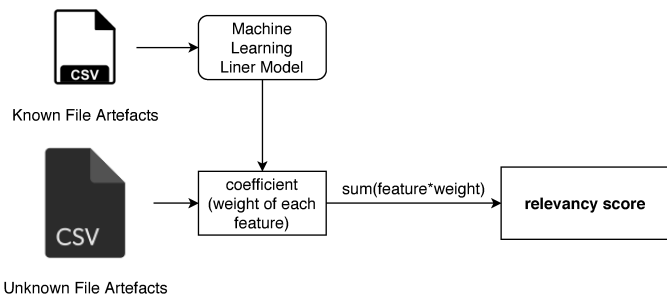 CSV
Machine
Learning
Liner Model
Known File Artefacts
CSV
coefficient
(weight of each
feature)
sum(feature*weight)
relevancy score
Unknown File Artefacts